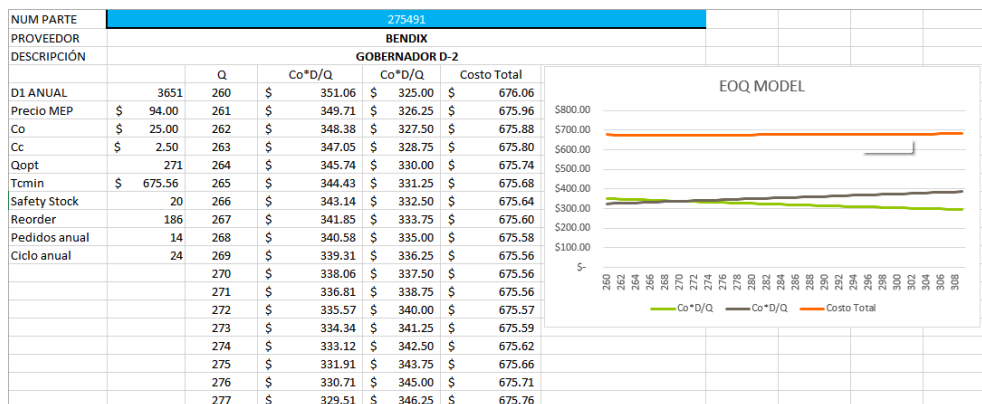 NUM PARTE 275491
PROVEEDOR BENDIX
DESCRIPCIÓN GOBERNADOR D-2
Q Co*D/Q Co*D/Q Costo Total
D1 ANUAL 3651 260 $ 351.06 $ 325.00 $ 676.06
Precio MEP $ 94.00 261 $ 349.71 $ 326.25 $ 675.96
Co $ 25.00 262 $ 348.38 $ 327.50 $ 675.88
Cc $ 2.50 263 $ 347.05 $ 328.75 $ 675.80
Qopt 271 264 $ 345.74 $ 330.00 $ 675.74
Tcmin $ 675.56 265 $ 344.43 $ 331.25 $ 675.68
Safety Stock 20 266 $ 343.14 $ 332.50 $ 675.64
Reorder 186 267 $ 341.85 $ 333.75 $ 675.60
Pedidos anual 14 268 $ 340.58 $ 335.00 $ 675.58
Ciclo anual 24 269 $ 339.31 $ 336.25 $ 675.56
270 $ 338.06 $ 337.50 $ 675.56
271 $ 336.81 $ 338.75 $ 675.56
272 $ 335.57 $ 340.00 $ 675.57
273 $ 334.34 $ 341.25 $ 675.59
274 $ 333.12 $ 342.50 $ 675.62
275 $ 331.91 $ 343.75 $ 675.66
276 $ 330.71 $ 345.00 $ 675.71
277 $ 329.51 $ 346.25 $ 675.76
EOQ MODEL
$800.00
$700.00
$600.00
$500.00
$400.00
$300.00
$200.00
$100.00
$-
260 262 264 266 268 270 272 274 276 278 280 282 284 286 288 290 292 294 296 298 300 302 304 306 308
Co*D/Q Co*D/Q Costo Total